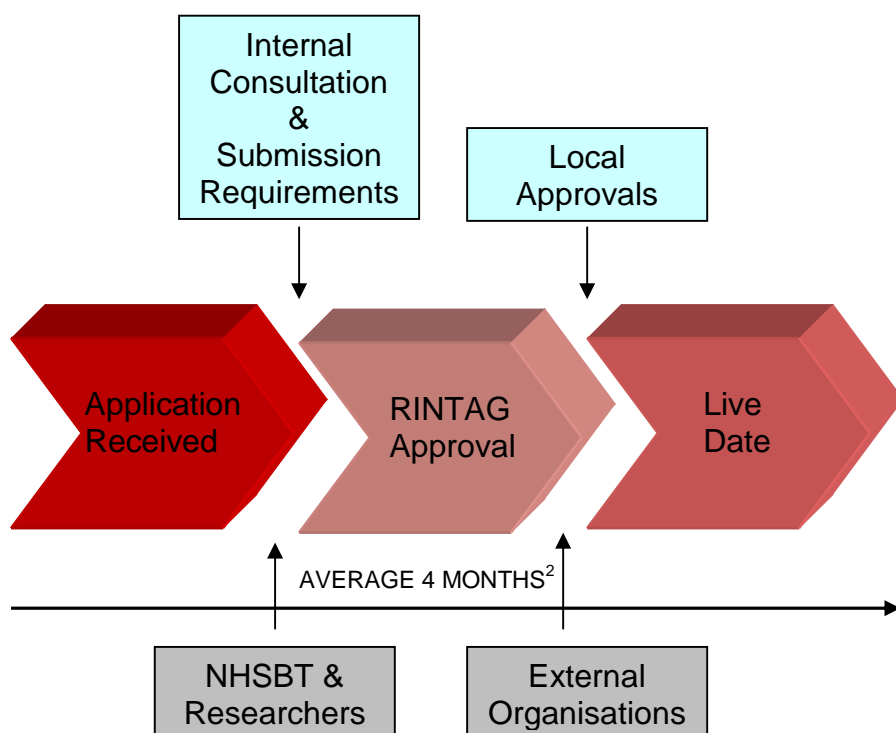 Internal
Consultation
&
Submission
Requirements
Local
Approvals
Application
Received
RINTAG
Approval
Live
Date
AVERAGE 4 MONTHS²
NHSBT &
Researchers
External
Organisations